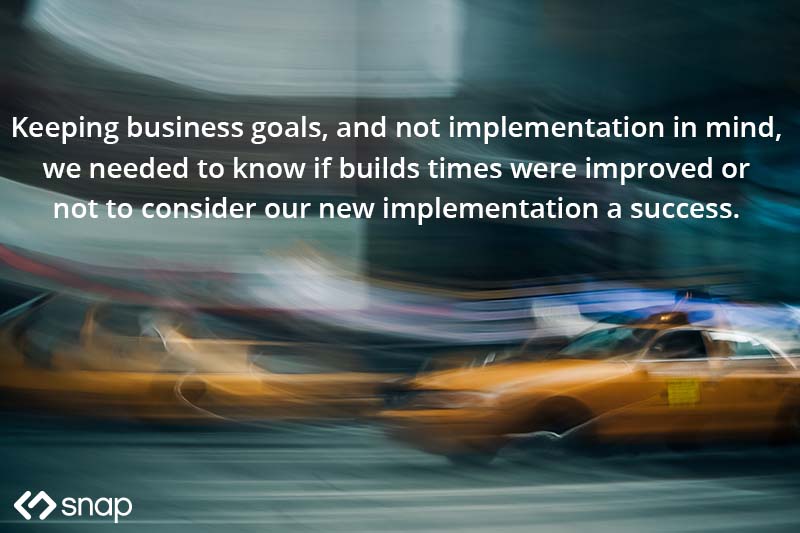 Keeping business goals, and not implementation in mind,
we needed to know if builds times were improved or
not to consider our new implementation a success.
snap